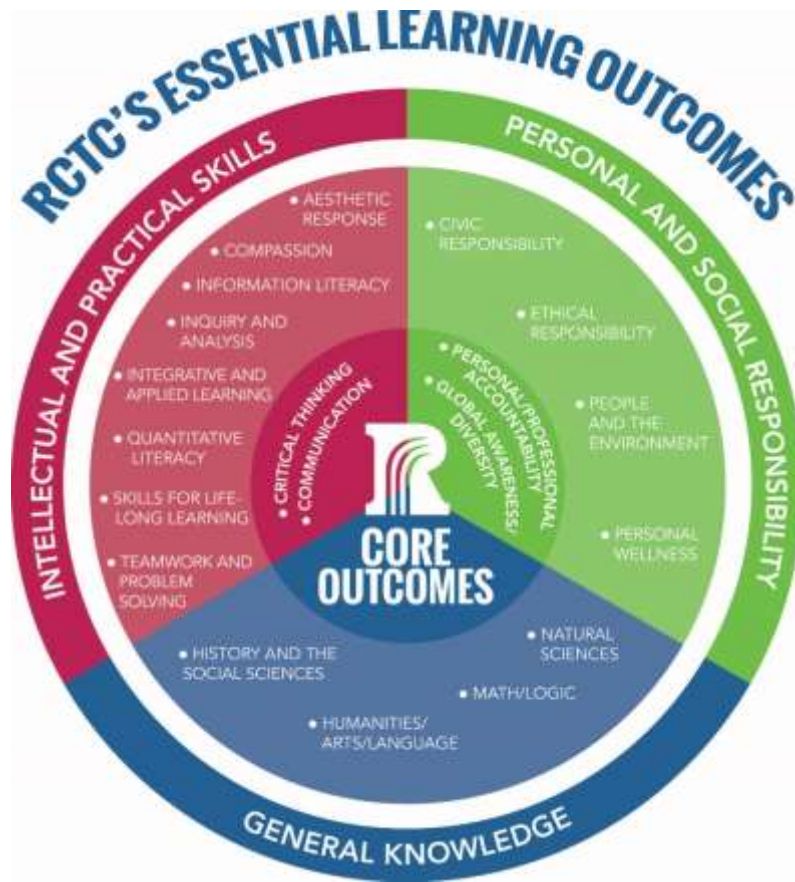 RCTC'S ESSENTIAL LEARNING OUTCOMES
INTELLECTUAL AND PRACTICAL SKILLS
• AESTHETIC
RESPONSE
• COMPASSION
• INFORMATION LITERACY
• INQUIRY AND
ANALYSIS
• INTEGRATIVE AND
APPLIED LEARNING
• QUANTITATIVE
LITERACY
• SKILLS FOR LIFE-
LONG LEARNING
• TEAMWORK AND
PROBLEM
SOLVING
• CRITICAL THINKING
• COMMUNICATION
PERSONAL AND SOCIAL RESPONSIBILITY
• CIVIC
RESPONSIBILITY
• ETHICAL
RESPONSIBILITY
• PEOPLE
AND THE
ENVIRONMENT
• PERSONAL
WELLNESS
• PERSONAL/PROFESSIONAL
ACCOUNTABILITY
• GLOBAL AWARENESS/
DIVERSITY
R
CORE
OUTCOMES
• HISTORY AND THE
SOCIAL SCIENCES
• NATURAL
SCIENCES
• MATH/LOGIC
• HUMANITIES/
ARTS/LANGUAGE
GENERAL KNOWLEDGE